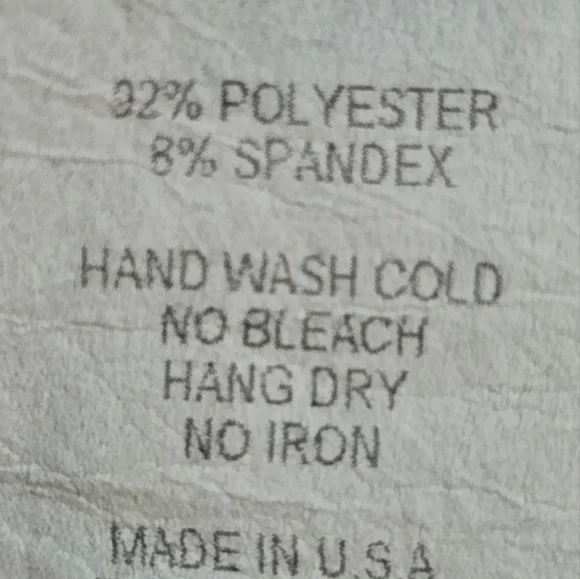 92% POLYESTER
8% SPANDEX
HAND WASH COLD
NO BLEACH
HANG DRY
NO IRON
MADE IN U.S.A